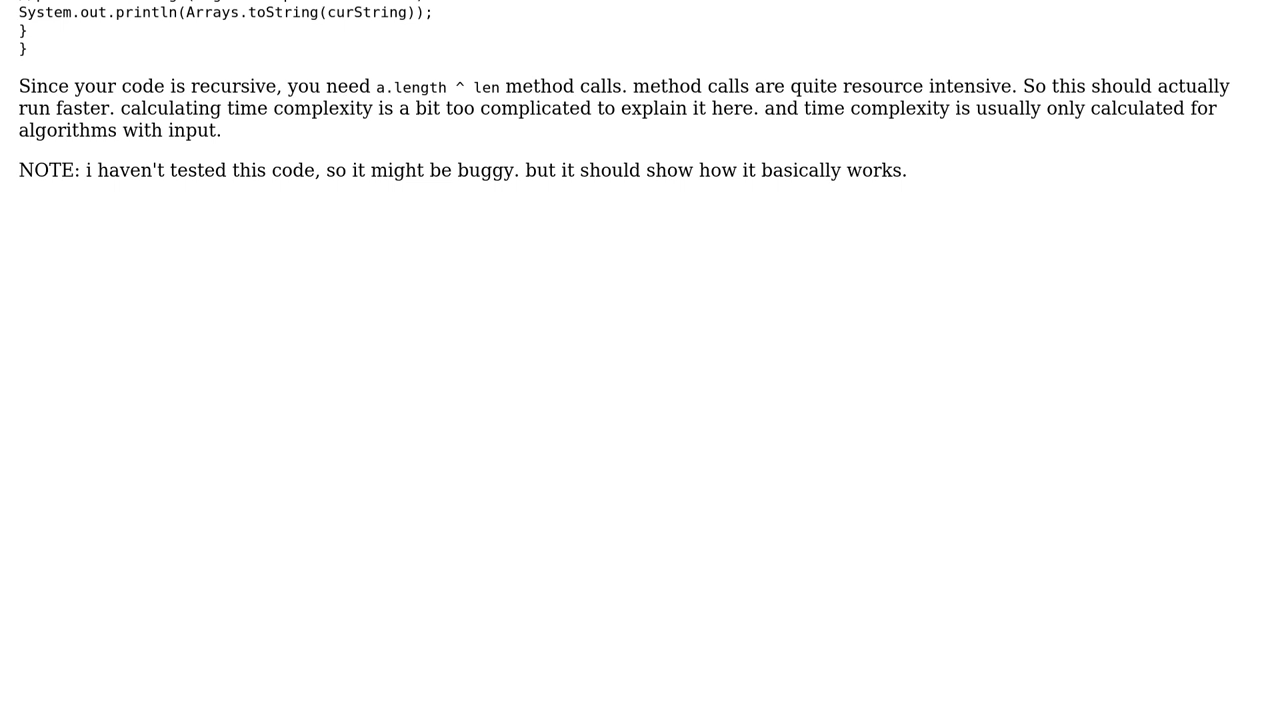 System.out.println(Arrays.toString(curString));
}
}
Since your code is recursive, you need a.length ^ len method calls. method calls are quite resource intensive. So this should actually
run faster. calculating time complexity is a bit too complicated to explain it here. and time complexity is usually only calculated for
algorithms with input.
NOTE: i haven't tested this code, so it might be buggy. but it should show how it basically works.